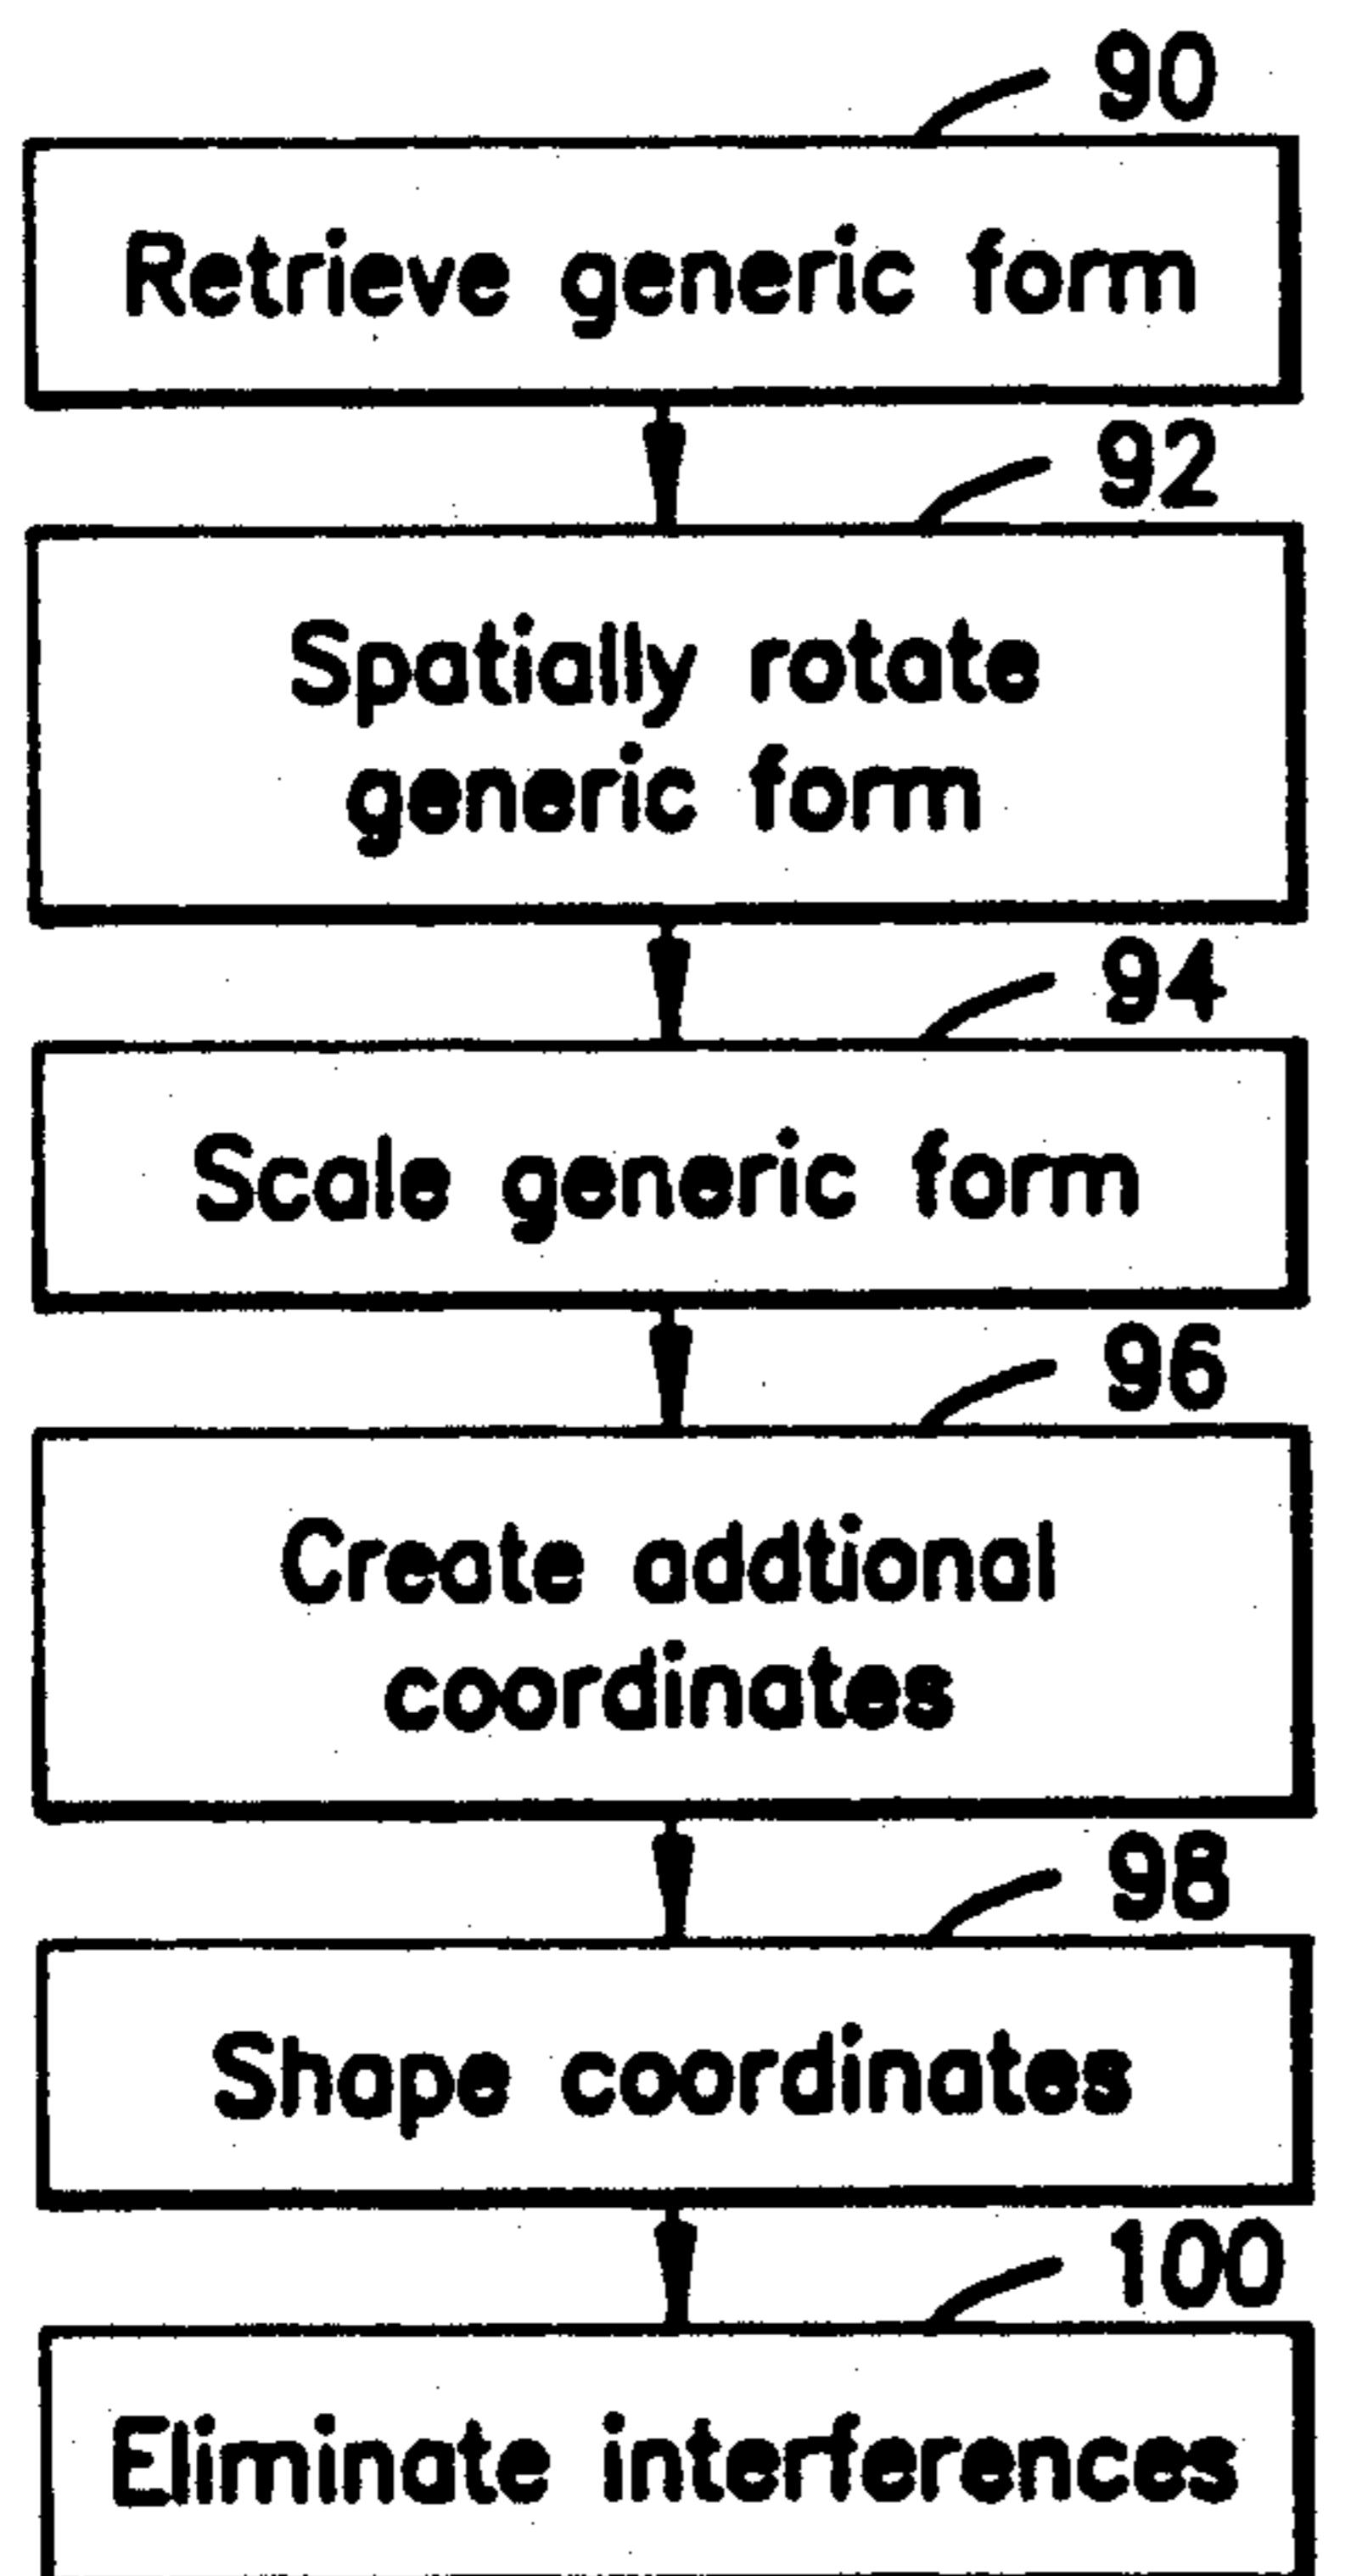 90
Retrieve generic form
92
Spatially rotate
generic form
94
Scale generic form
96
Create addtional
coordinates
98
Shape coordinates
100
Eliminate interferences